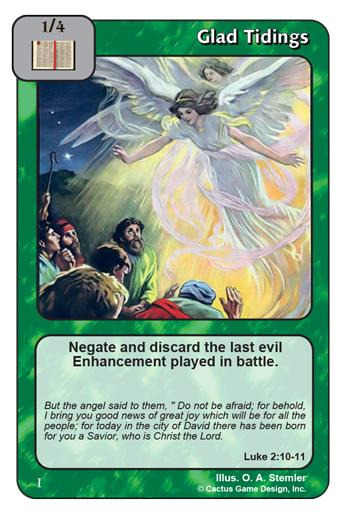 1/4
Glad Tidings
Negate and discard the last evil
Enhancement played in battle.
But the angel said to them, " Do not be afraid; for behold,
I bring you good news of great joy which will be for all the
people; for today in the city of David there has been born
for you a Savior, who is Christ the Lord.
Luke 2:10-11
I
Illus. O. A. Stemler
© Cactus Game Design, Inc.